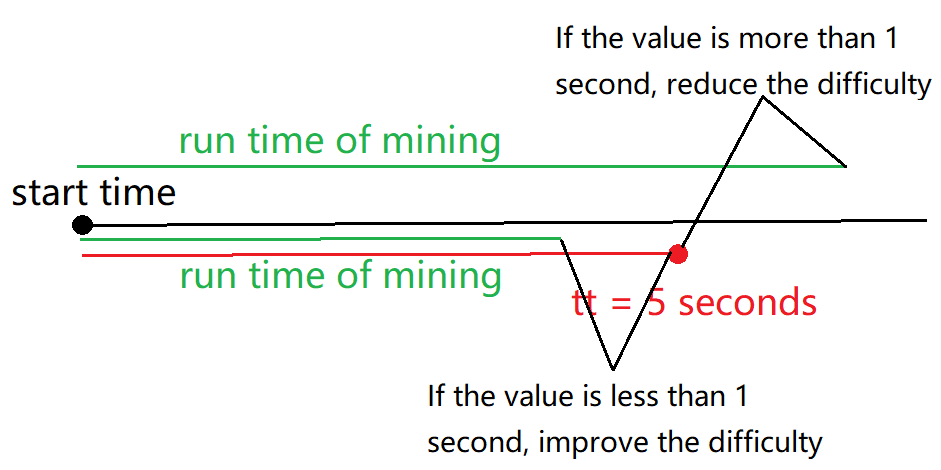 If the value is more than 1
second, reduce the difficulty
run time of mining
start time
run time of mining
tt = 5 seconds
If the value is less than 1
second, improve the difficulty